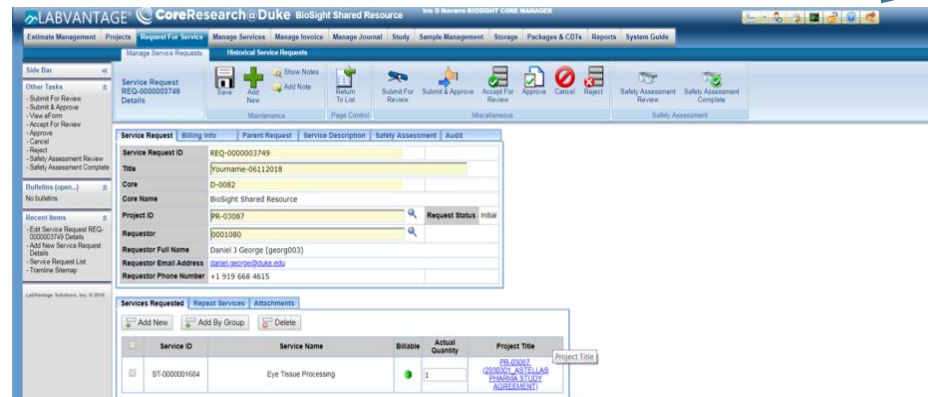 LABVANTAGE® CoreResearch@Duke BioSight Shared Resource Iris D Navarro BIOSIGHT CORE MANAGER
Estimate Management Projects Request For Service Manage Services Manage Invoice Manage Journal Study Sample Management Storage Packages & CDTs Reports System Guide
Manage Service Requests Historical Service Requests
Side Bar
Other Tasks
- Submit For Review
- Submit & Approve
- View eForm
- Accept For Review
- Approve
- Cancel
- Reject
- Safety Assessment Review
- Safety Assessment Complete
Bulletins (open...)
No bulletins
Recent Items
- Edit Service Request REQ-
0000003749 Details
- Add New Service Request
Details
- Service Request List
- Tramline Sitemap
LabVantage Solutions, Inc. © 2016
Service Request
REQ-0000003749
Details
Save
Add
New
Show Notes
Add Note
Maintenance
Return
To List
Page Control
Submit For
Review
Submit & Approve
Accept For
Review
Approve
Cancel
Reject
Miscellaneous
Safety Assessment
Review
Safety Assessment
Complete
Safety Assessment
Service Request Billing Info Parent Request Service Description Safety Assessment Audit
Service Request ID REQ-0000003749
Title Yourname-06112018
Core D-0082
Core Name BioSight Shared Resource
Project ID PR-03087 Request Status Initial
Requestor 0001080
Requestor Full Name Daniel J George (georg003)
Requestor Email Address daniel.george@duke.edu
Requestor Phone Number +1 919 668 4615
Services Requested Repeat Services Attachments
Add New Add By Group Delete
Service ID Service Name Billable Actual
Quantity Project Title
ST-0000001684 Eye Tissue Processing 1 PR-03087
(2930301_ASTELLAS
PHARMA STUDY
AGREEMENT)
Project Title